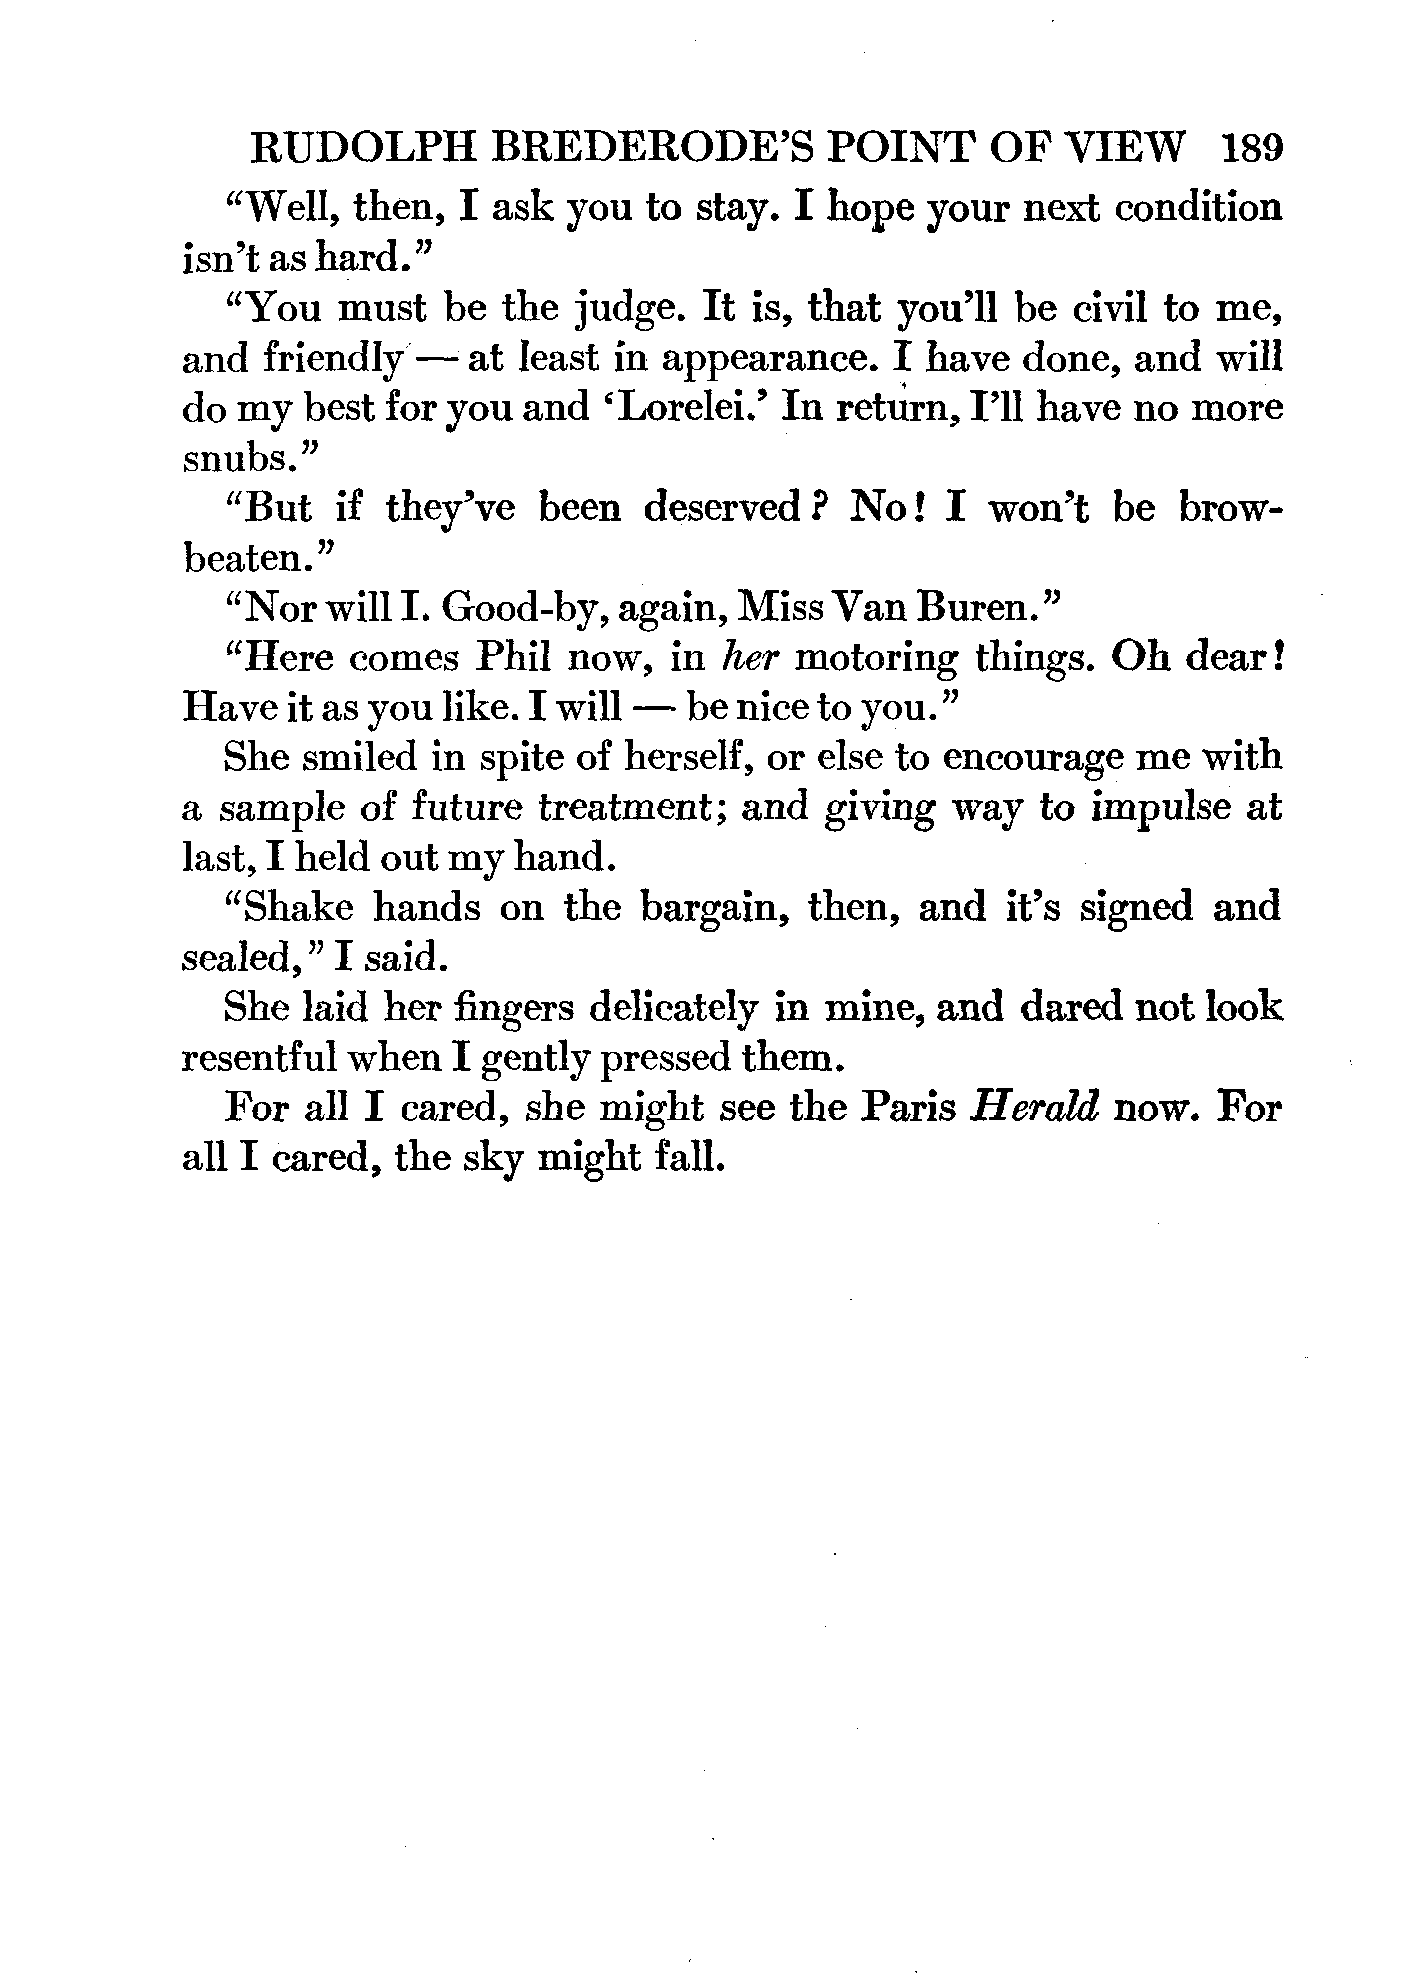 RUDOLPH BREDERODE'S POINT OF VIEW 189
“Well, then, I ask you to stay. I hope your next condition
isn't as hard.”
“You must be the judge. It is, that you'll be civil to me,
and friendly — at least in appearance. I have done, and will
do my best for you and ‘Lorelei.’ In return, I'll have no more
snubs.”
“But if they've been deserved? No! I won't be brow-
beaten.”
“Nor will I. Good-by, again, Miss Van Buren.”
“Here comes Phil now, in her motoring things. Oh dear!
Have it as you like. I will — be nice to you.”
She smiled in spite of herself, or else to encourage me with
a sample of future treatment; and giving way to impulse at
last, I held out my hand.
“Shake hands on the bargain, then, and it's signed and
sealed,” I said.
She laid her fingers delicately in mine, and dared not look
resentful when I gently pressed them.
For all I cared, she might see the Paris Herald now. For
all I cared, the sky might fall.